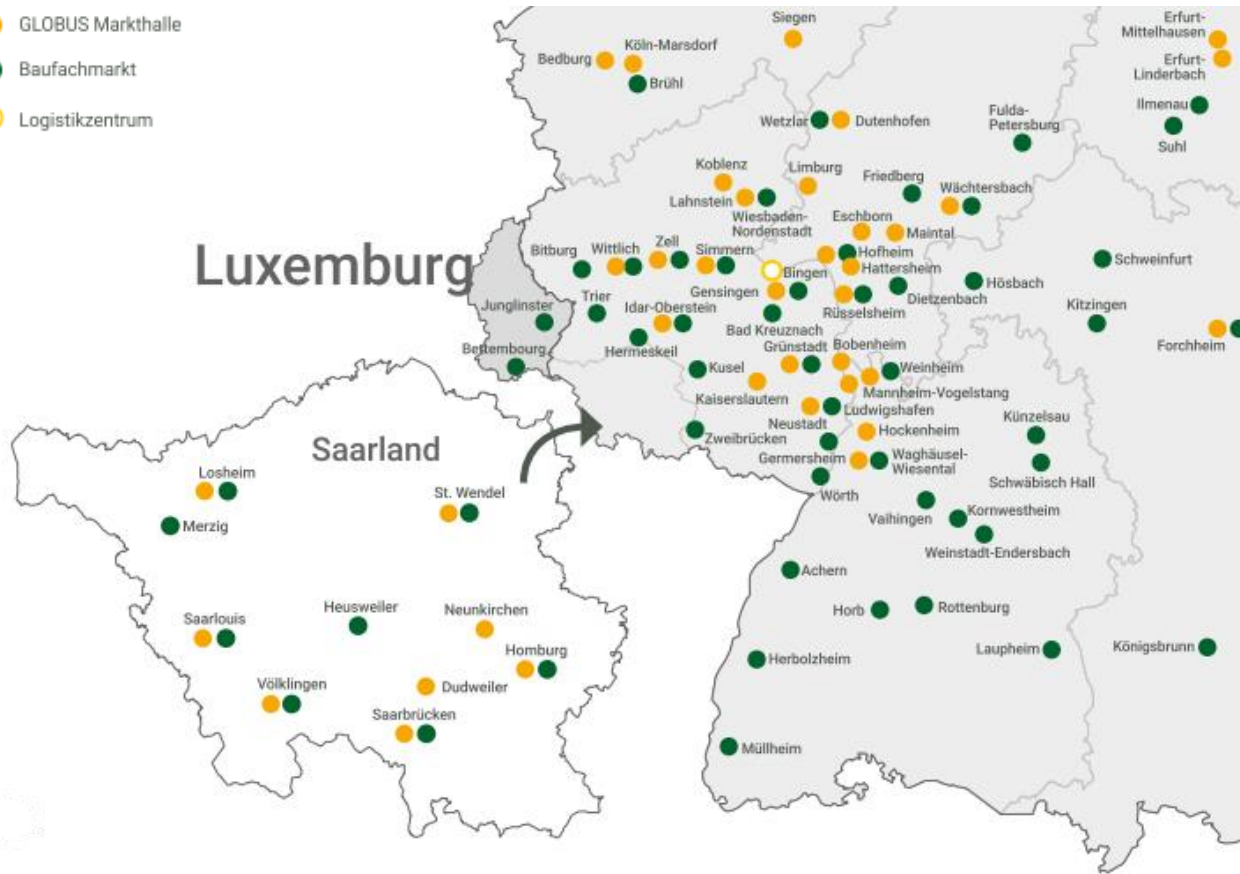 GLOBUS Markthalle
Baufachmarkt
Logistikzentrum
Siegen
Bedburg
Köln-Marsdorf
Brühl
Erfurt-
Mittelhausen
Erfurt-
Linderbach
Ilmenau
Suhl
Wetzlar
Dutenhofen
Fulda-
Petersburg
Koblenz
Limburg
Friedberg
Wächtersbach
Lahnstein
Wiesbaden-
Nordenstadt
Eschborn
Maintal
Luxemburg
Bitburg
Wittlich
Zell
Simmern
Bingen
Hofheim
Hattersheim
Schweinfurt
Junglinster
Trier
Idar-Oberstein
Gensingen
Rüsselsheim
Dietzenbach
Hösbach
Kitzingen
Bettembourg
Hermeskeil
Bad Kreuznach
Grünstadt
Bobenheim
Forchheim
Kusel
Weinheim
Kaiserslautern
Mannheim-Vogelstang
Neustadt
Ludwigshafen
Künzelsau
Saarland
Zweibrücken
Hockenheim
Germersheim
Waghäusel-
Wiesental
Schwäbisch Hall
Losheim
St. Wendel
Wörth
Merzig
Vaihingen
Kornwestheim
Weinstadt-Endersbach
Achern
Saarlouis
Heusweiler
Neunkirchen
Horb
Rottenburg
Homburg
Herbolzheim
Laupheim
Königsbrunn
Völklingen
Dudweiler
Saarbrücken
Müllheim